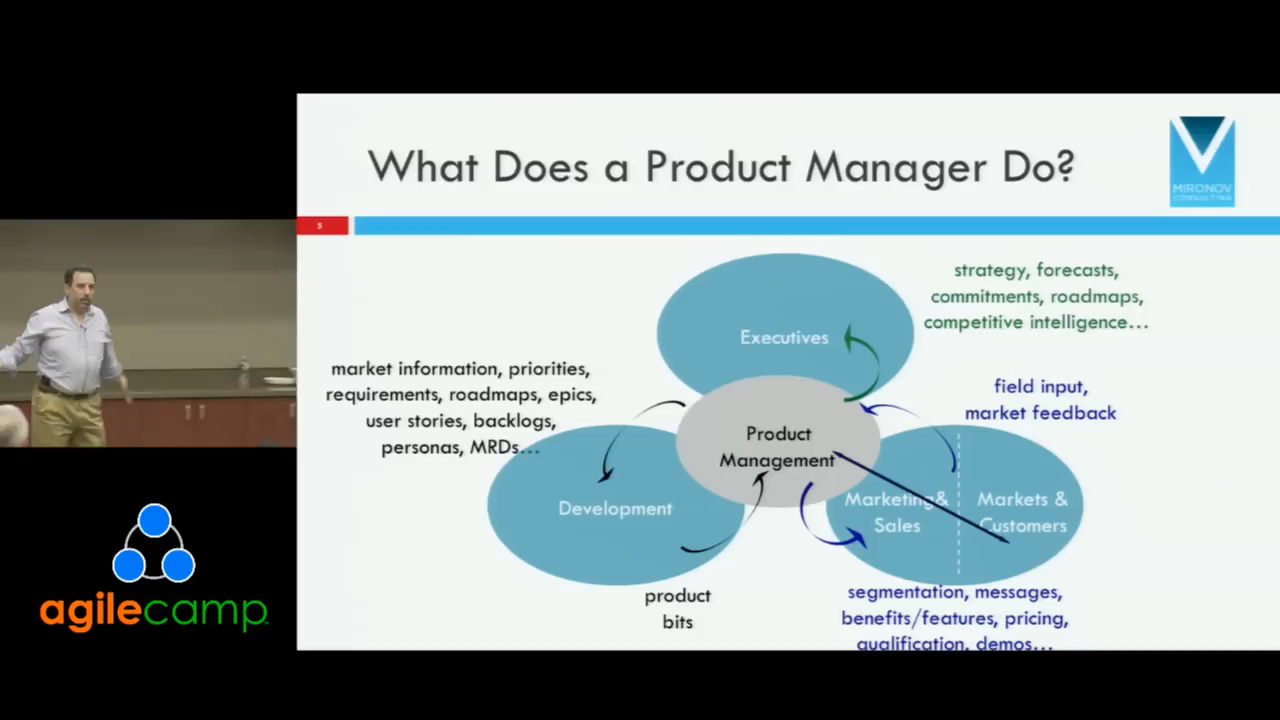 What Does a Product Manager Do?
MIRONOV
CONSULTING
5
strategy, forecasts,
commitments, roadmaps,
competitive intelligence...
Executives
market information, priorities,
requirements, roadmaps, epics,
user stories, backlogs,
personas, MRDs...
field input,
market feedback
Product
Management
Development
Marketing&
Sales
Markets &
Customers
product
bits
segmentation, messages,
benefits/features, pricing,
qualification, demos...
agilecamp